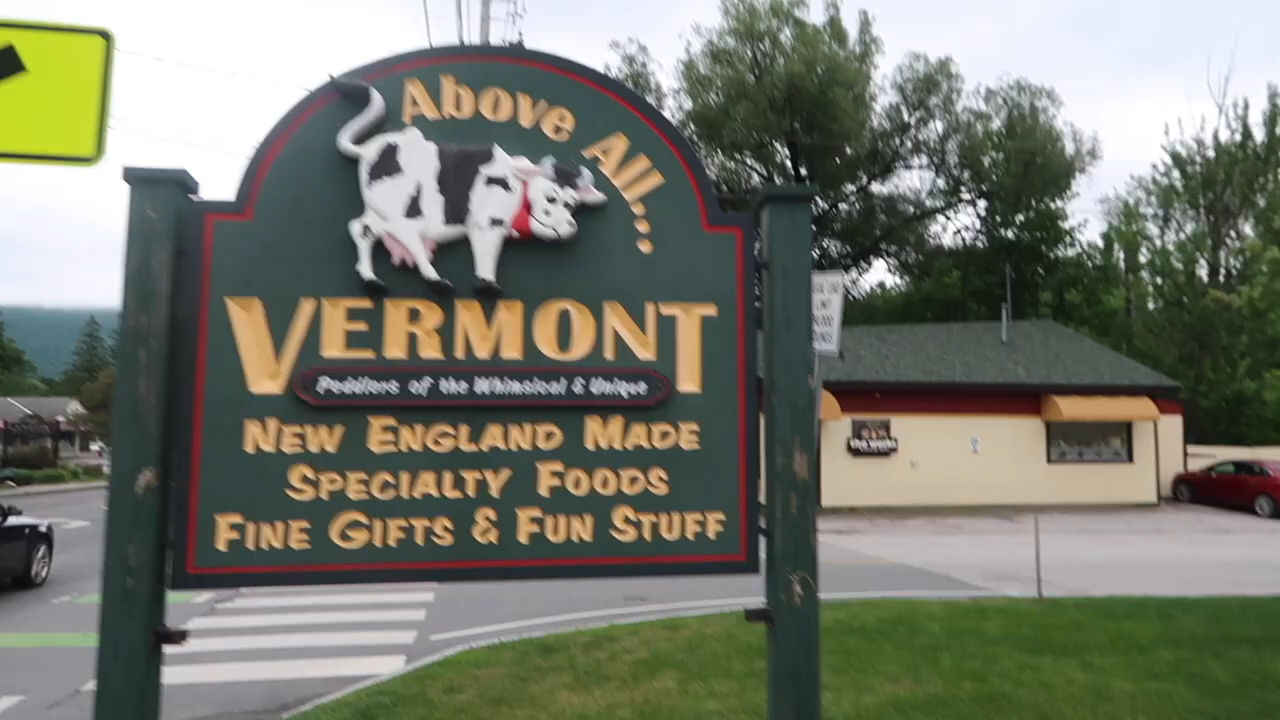 Above All...
VERMONT
Peddlers of the Whimsical & Unique
NEW ENGLAND MADE
SPECIALTY FOODS
FINE GIFTS & FUN STUFF